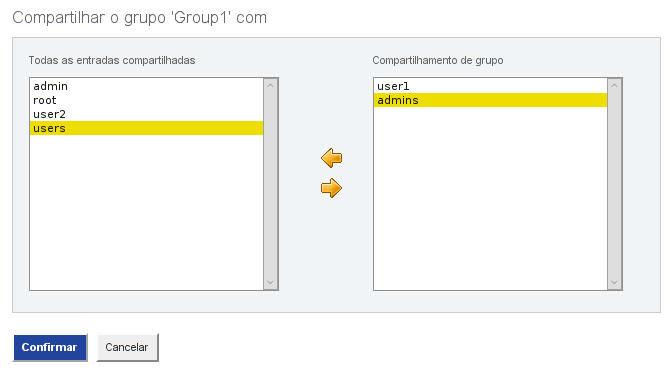 Compartilhar o grupo 'Group1' com
Todas as entradas compartilhadas
admin
root
user2
users
Compartilhamento de grupo
user1
admins
Confirmar
Cancelar